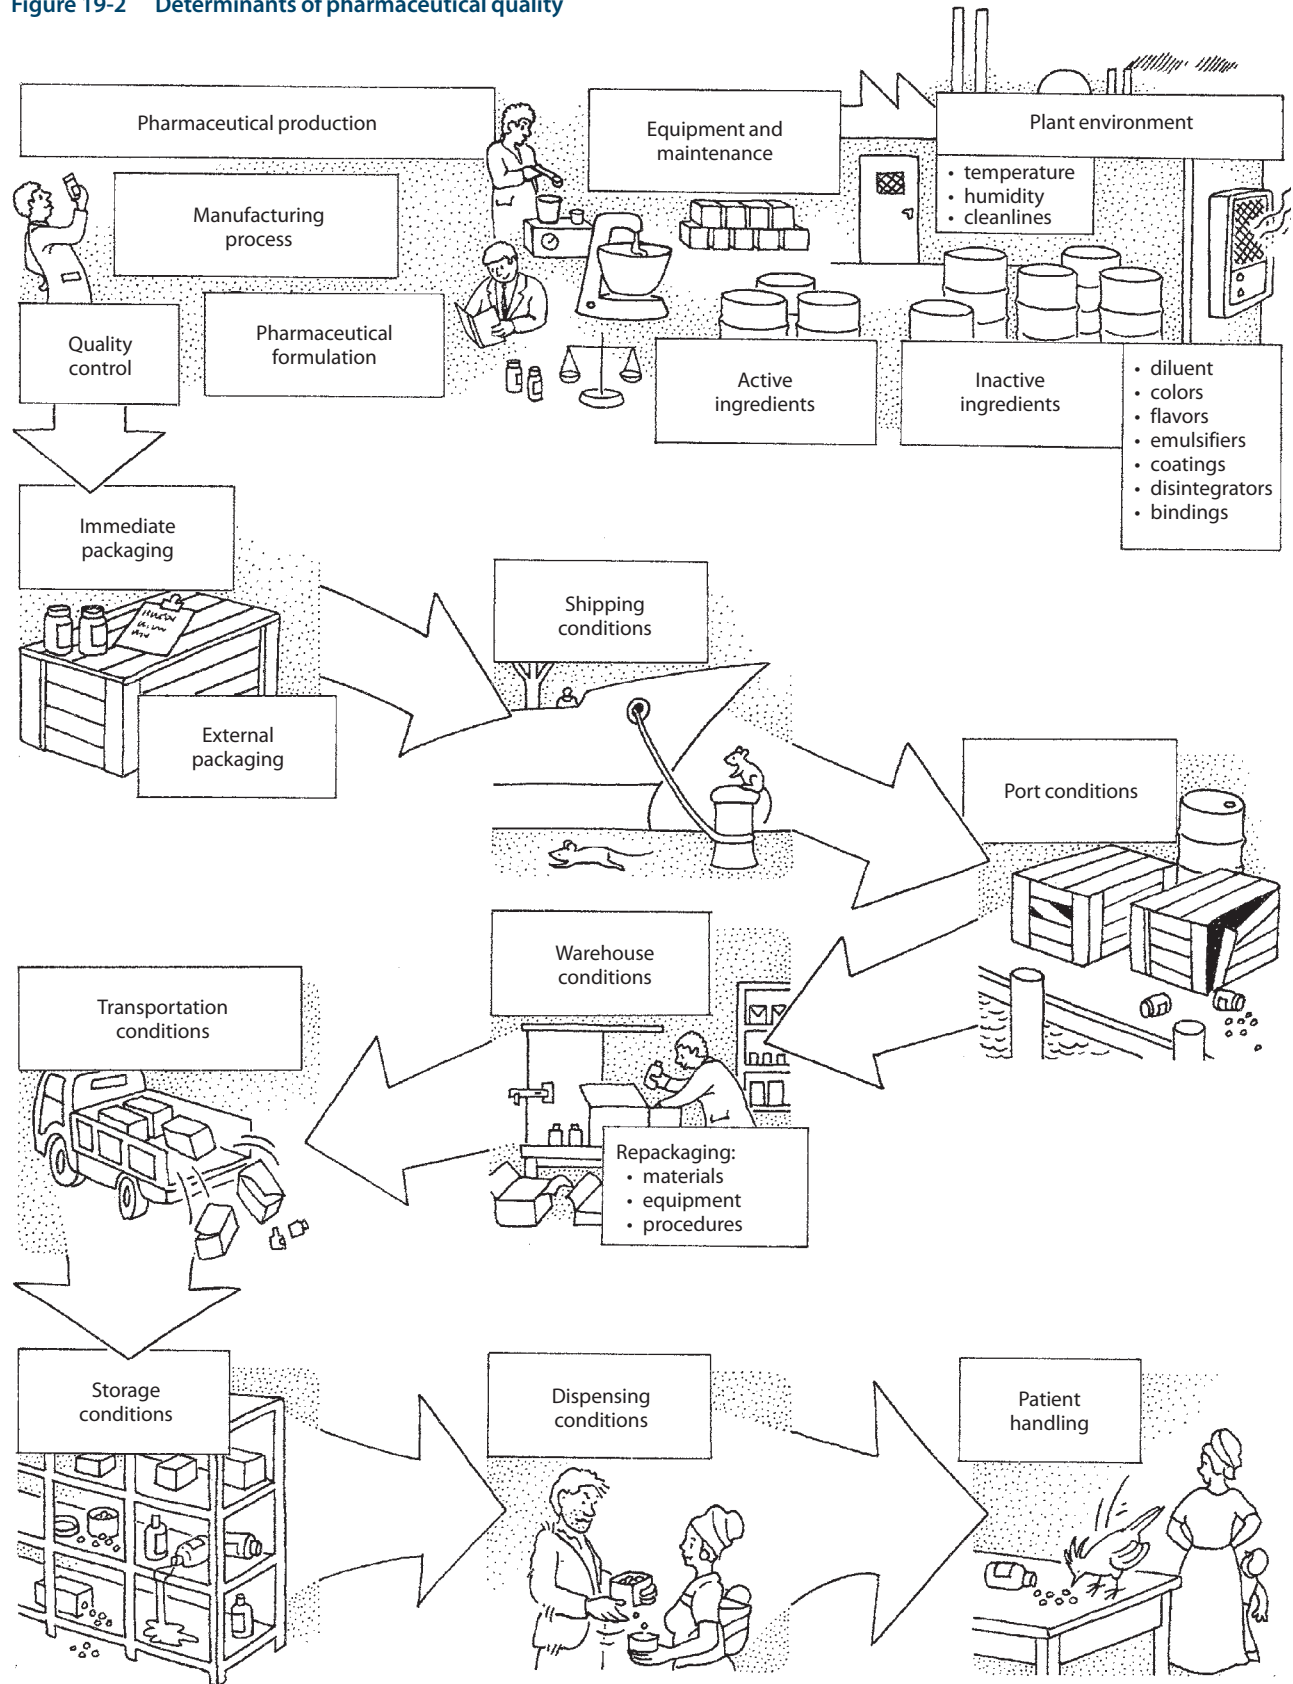 Figure 19-2 Determinants of pharmaceutical quality
Pharmaceutical production
Equipment and
maintenance
Plant environment
• temperature
• humidity
• cleanlines
Manufacturing
process
Quality
control
Pharmaceutical
formulation
Active
ingredients
Inactive
ingredients
• diluent
• colors
• flavors
• emulsifiers
• coatings
• disintegrators
• bindings
Immediate
packaging
External
packaging
Shipping
conditions
Port conditions
Warehouse
conditions
Repackaging:
• materials
• equipment
• procedures
Transportation
conditions
Storage
conditions
Dispensing
conditions
Patient
handling